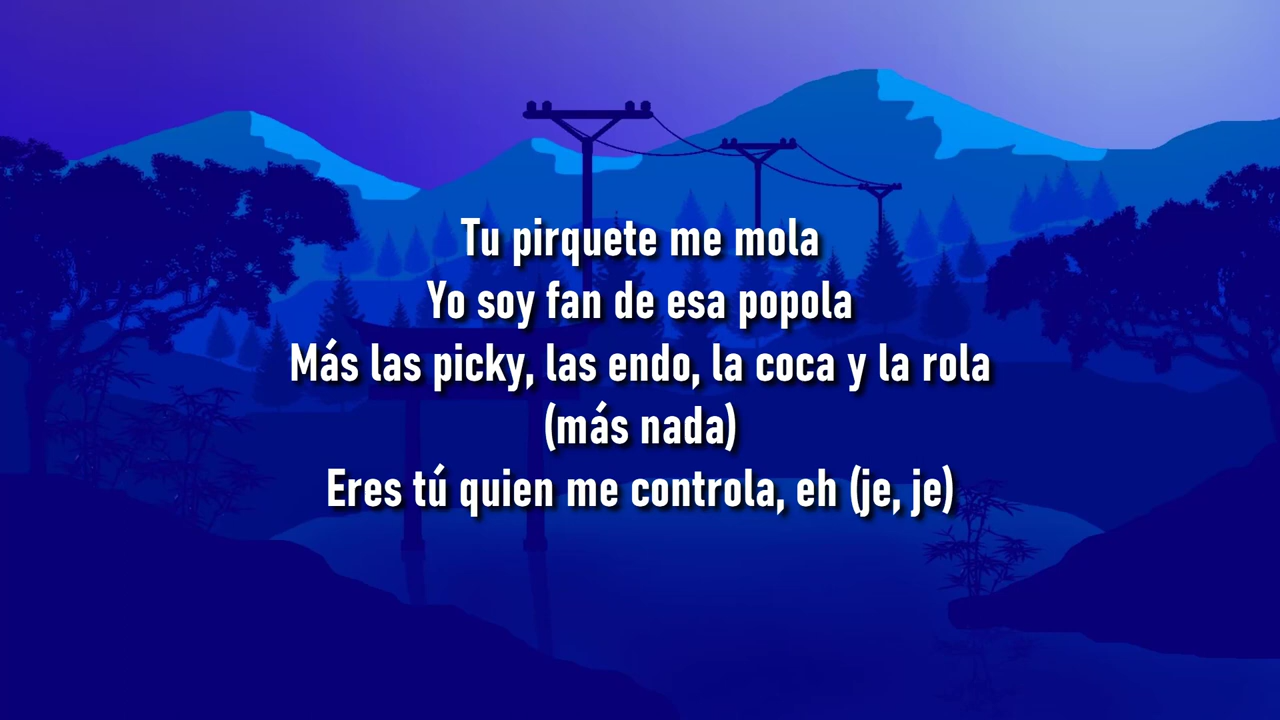 Tu pirquete me mola
Yo soy fan de esa popola
Más las picky, las endo, la coca y la rola
(más nada)
Eres tú quien me controla, eh (je, je)